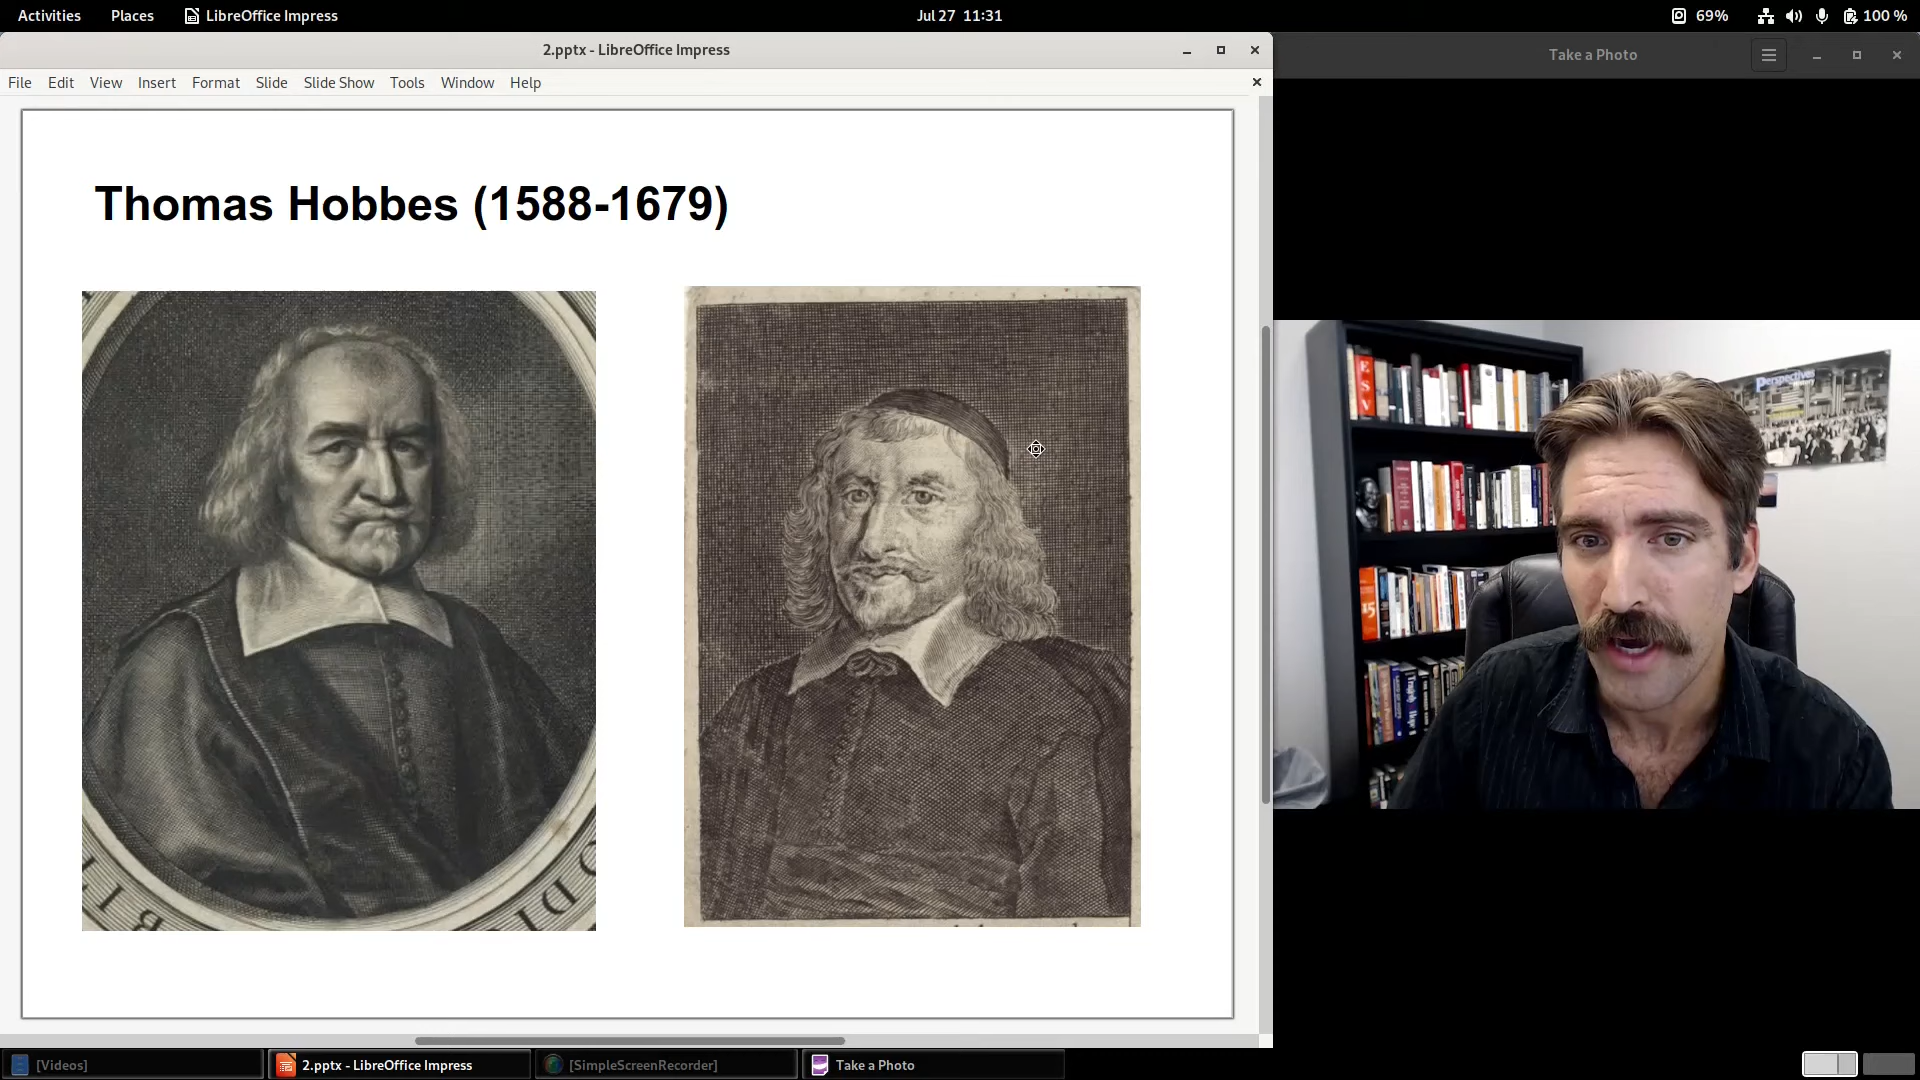 Activities Places LibreOffice Impress Jul 27 11:31 69% 100 %
2.pptx - LibreOffice Impress
Take a Photo
File Edit View Insert Format Slide Slide Show Tools Window Help
Thomas Hobbes (1588-1679)
Perspectives
ESV
[Videos] 2.pptx - LibreOffice Impress [SimpleScreenRecorder] Take a Photo